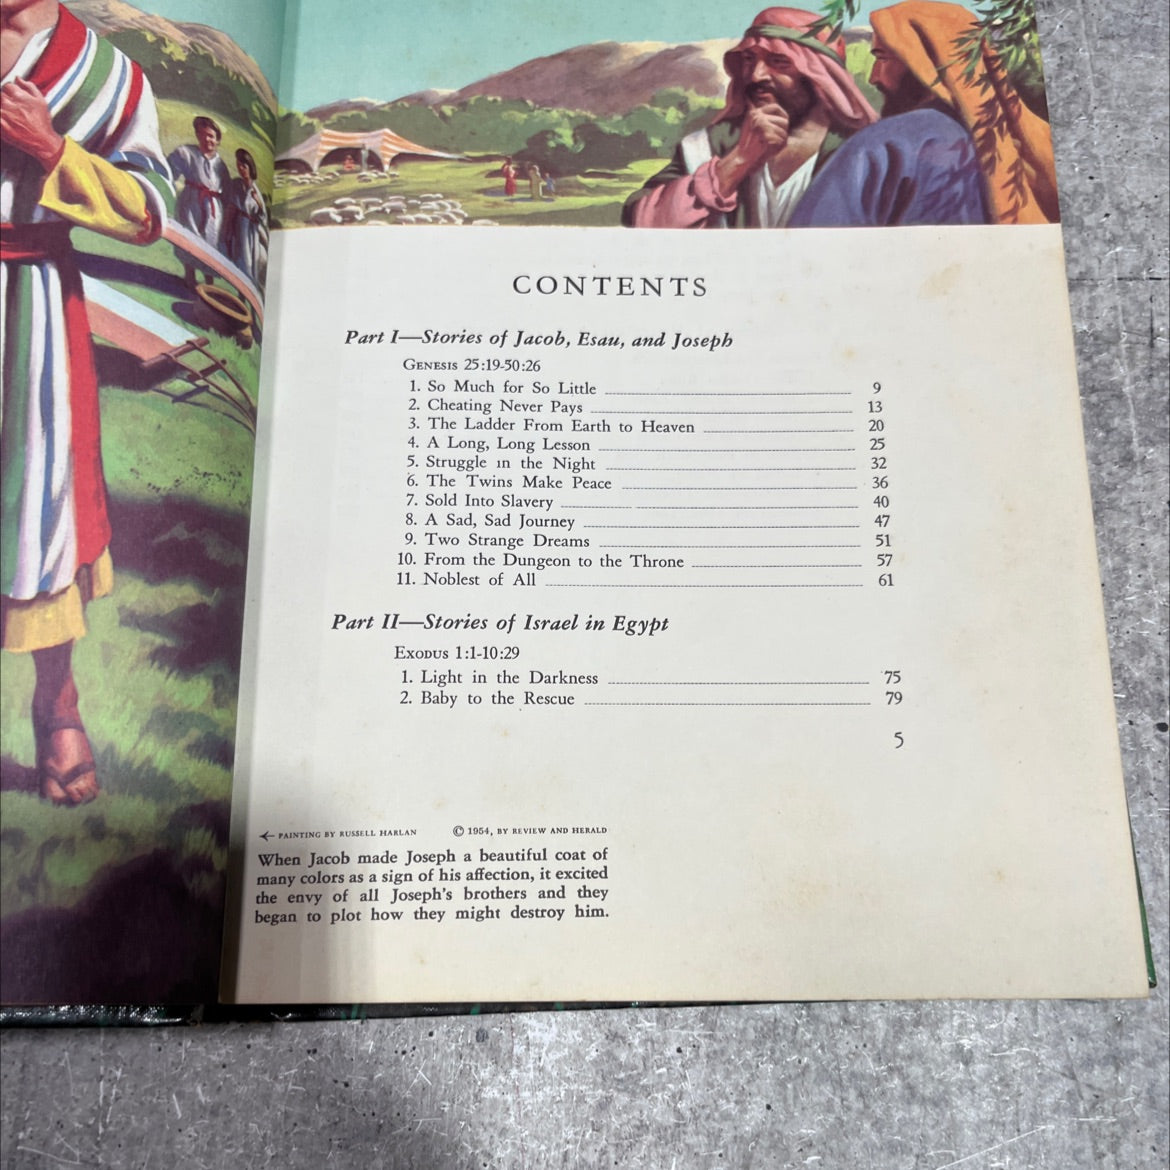 CONTENTS
Part I—Stories of Jacob, Esau, and Joseph
GENESIS 25:19-50:26
1. So Much for So Little 9
2. Cheating Never Pays 13
3. The Ladder From Earth to Heaven 20
4. A Long, Long Lesson 25
5. Struggle in the Night 32
6. The Twins Make Peace 36
7. Sold Into Slavery 40
8. A Sad, Sad Journey 47
9. Two Strange Dreams 51
10. From the Dungeon to the Throne 57
11. Noblest of All 61
Part II—Stories of Israel in Egypt
EXODUS 1:1-10:29
1. Light in the Darkness 75
2. Baby to the Rescue 79
5
← PAINTING BY RUSSELL HARLAN © 1954, BY REVIEW AND HERALD
When Jacob made Joseph a beautiful coat of
many colors as a sign of his affection, it excited
the envy of all Joseph's brothers and they
began to plot how they might destroy him.